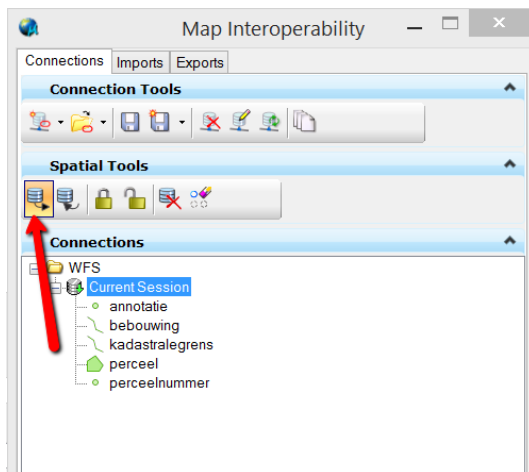 Map Interoperability
Connections Imports Exports
Connection Tools
Spatial Tools
Connections
WFS
Current Session
annotatie
bebouwing
kadastralegrens
perceel
perceelnummer